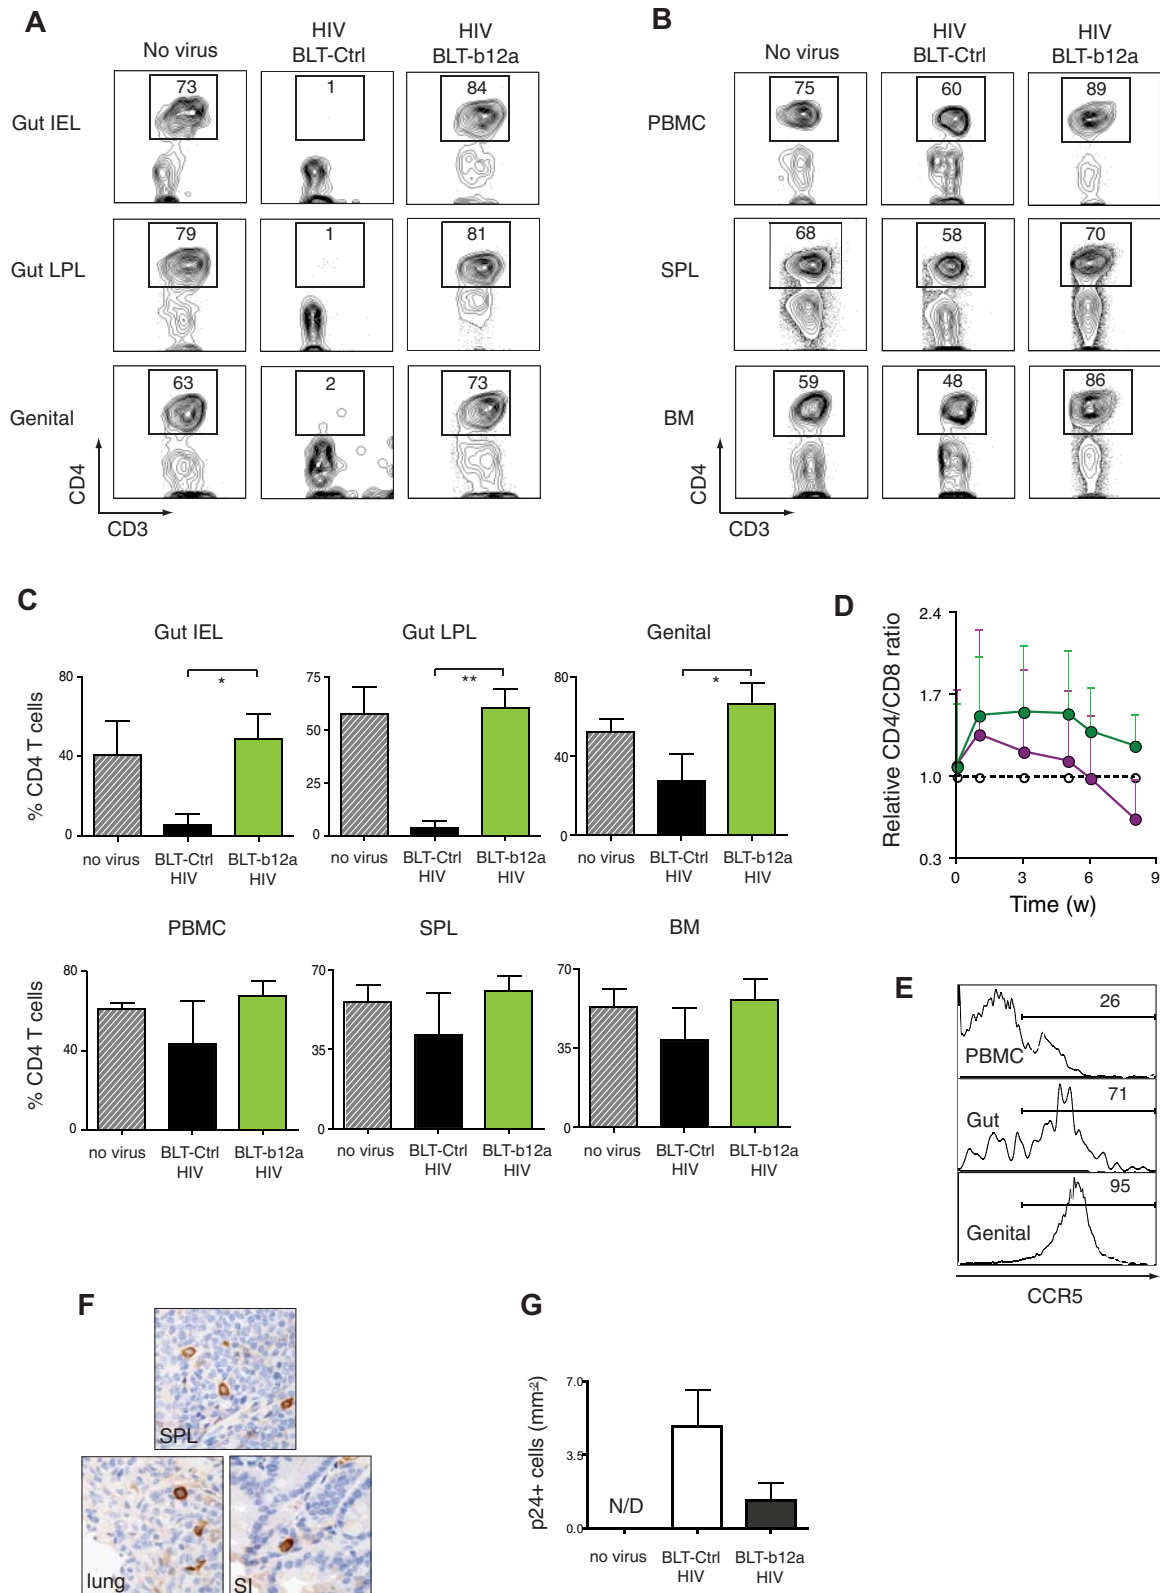 A
No virus
HIV
BLT-Ctrl
HIV
BLT-b12a
Gut IEL
73
1
84
Gut LPL
79
1
81
Genital
63
2
73
CD4
CD3
B
No virus
HIV
BLT-Ctrl
HIV
BLT-b12a
PBMC
75
60
89
SPL
68
58
70
BM
59
48
86
CD4
CD3
C
Gut IEL
Gut LPL
Genital
% CD4 T cells
80
40
0
*
no virus
BLT-Ctrl
HIV
BLT-b12a
HIV
75
50
25
0
**
no virus
BLT-Ctrl
HIV
BLT-b12a
HIV
80
40
0
*
no virus
BLT-Ctrl
HIV
BLT-b12a
HIV
PBMC
SPL
BM
% CD4 T cells
80
40
0
no virus
BLT-Ctrl
HIV
BLT-b12a
HIV
70
35
0
no virus
BLT-Ctrl
HIV
BLT-b12a
HIV
70
35
0
no virus
BLT-Ctrl
HIV
BLT-b12a
HIV
D
Relative CD4/CD8 ratio
2.4
1.7
1.0
0.3
0
3
6
9
Time (w)
E
26
PBMC
71
Gut
95
Genital
CCR5
F
SPL
lung
SI
G
p24+ cells (mm-2)
7.0
3.5
0.0
N/D
no virus
BLT-Ctrl
HIV
BLT-b12a
HIV